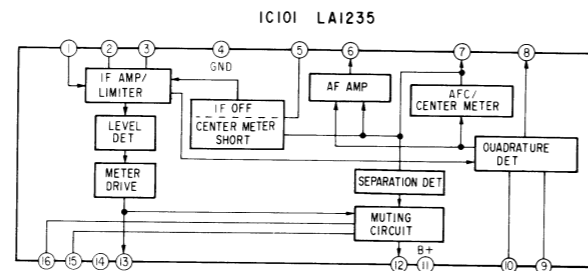 IC101 LA1235
1 2 3 4 5 6 7 8
GND
IF AMP/
LIMITER
IF OFF
CENTER METER
SHORT
AF AMP
AFC/
CENTER METER
LEVEL
DET
QUADRATURE
DET
METER
DRIVE
SEPARATION DET
MUTING
CIRCUIT
B+
16 15 14 13 12 11 10 9